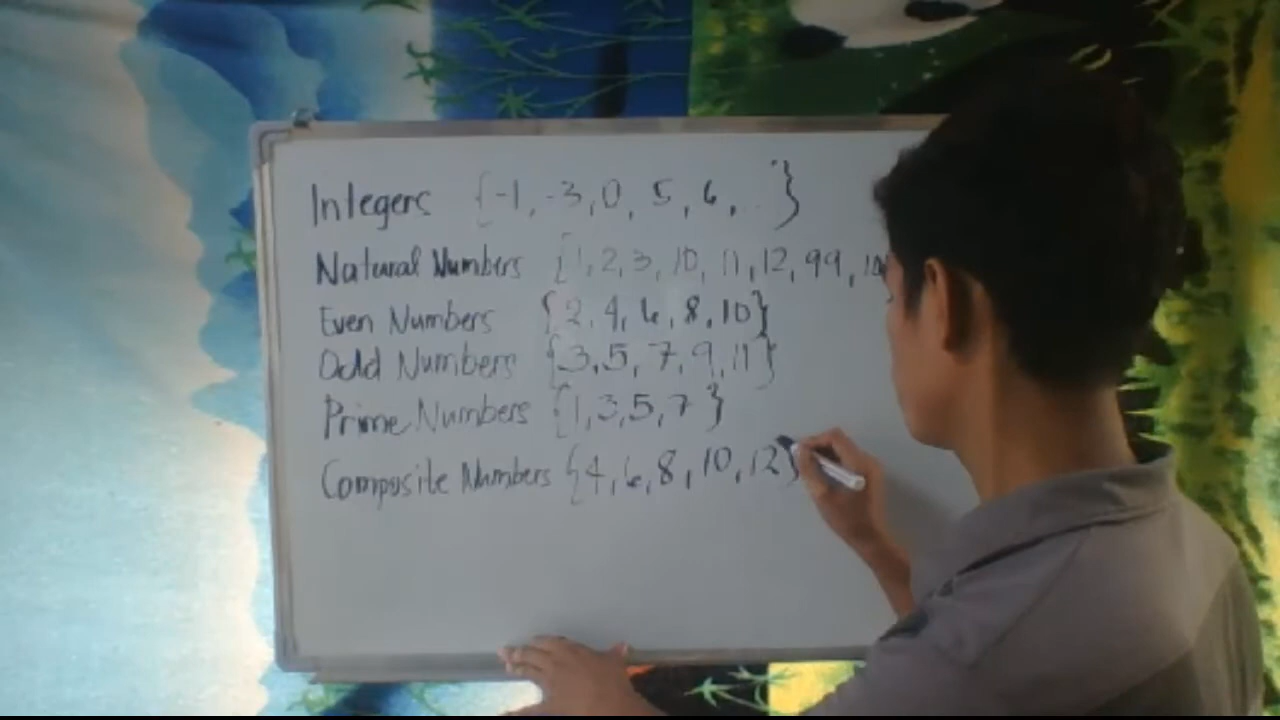 Integers {-1, -3, 0, 5, 6, ...}
Natural Numbers {1, 2, 3, 10, 11, 12, 99,
Even Numbers {2, 4, 6, 8, 10}
Odd Numbers {3, 5, 7, 9, 11}
Prime Numbers {1, 3, 5, 7}
Composite Numbers {4, 6, 8, 10, 12}